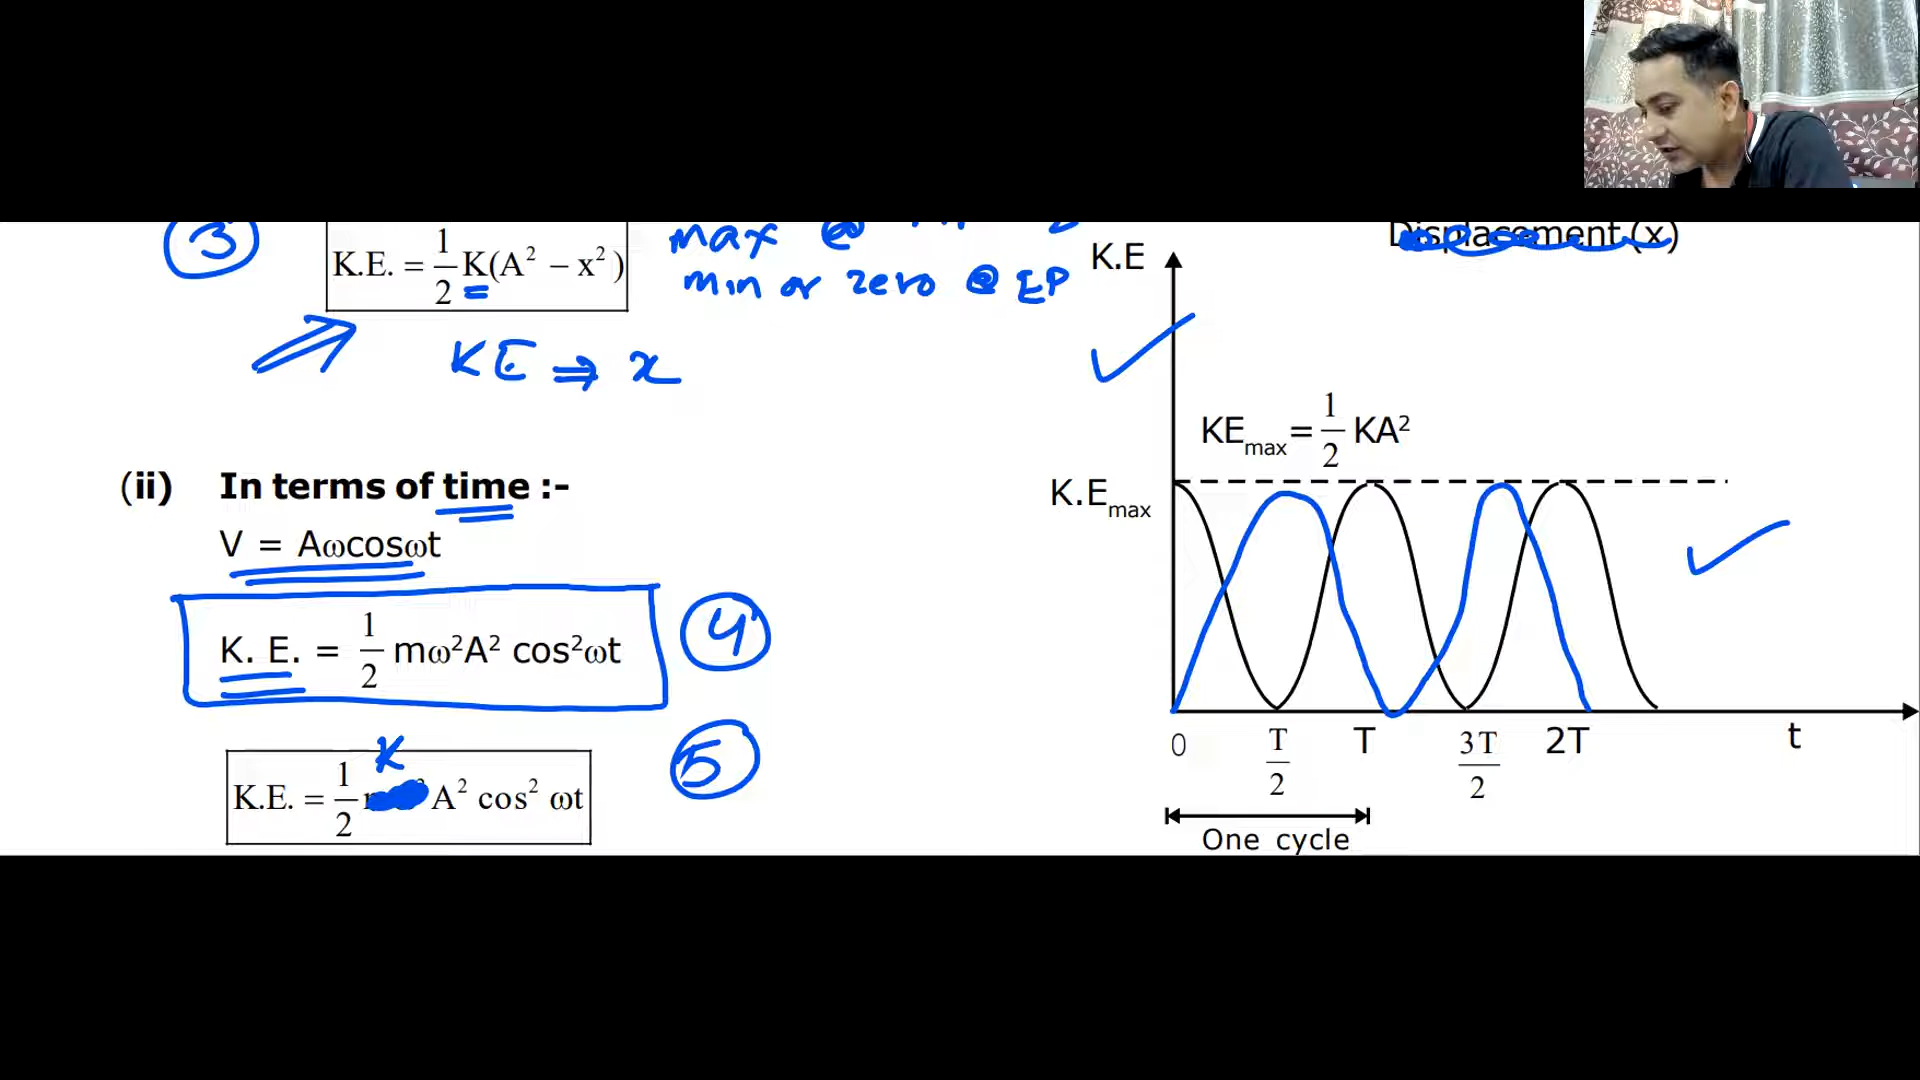 3
K.E. = 1/2 K(A² − x²)
max @
min or zero @ EP
KE ⇒ x
(ii) In terms of time :-
V = Aωcosωt
K. E. = 1/2 mω²A² cos²ωt
4
K
K.E. = 1/2 A² cos² ωt
5
Displacement (x)
K.E
KEmax= 1/2 KA²
K.Emax
0 T/2 T 3T/2 2T t
One cycle